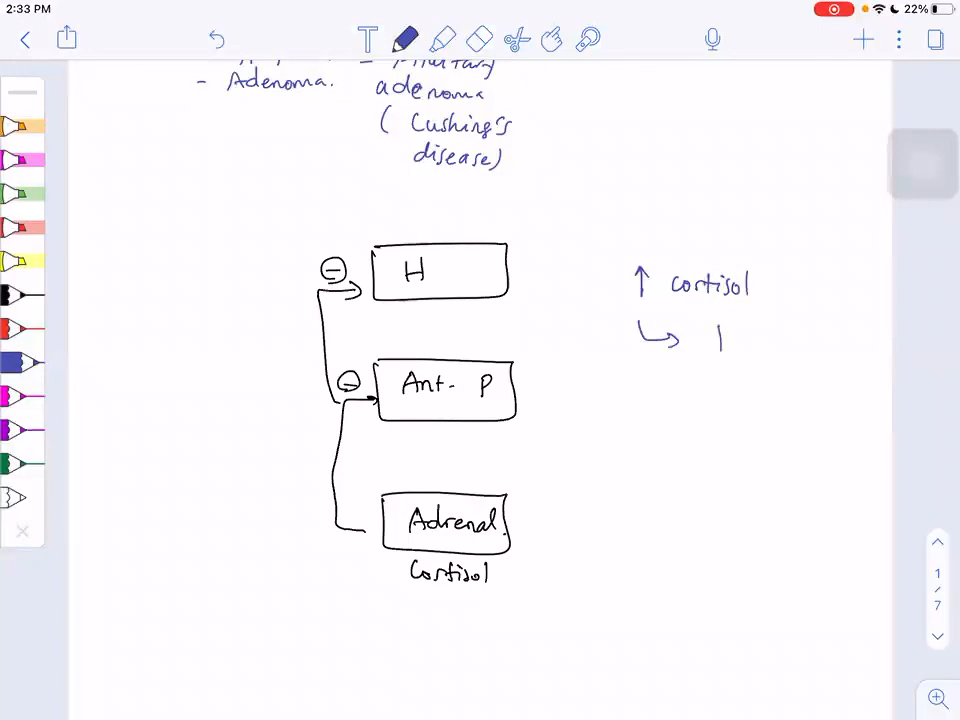 2:33 PM
22%
T
- Adenoma.
adenoma
( Cushing's
disease)
H
↑ cortisol
Ant- P
Adrenal.
Cortisol
1
/
7